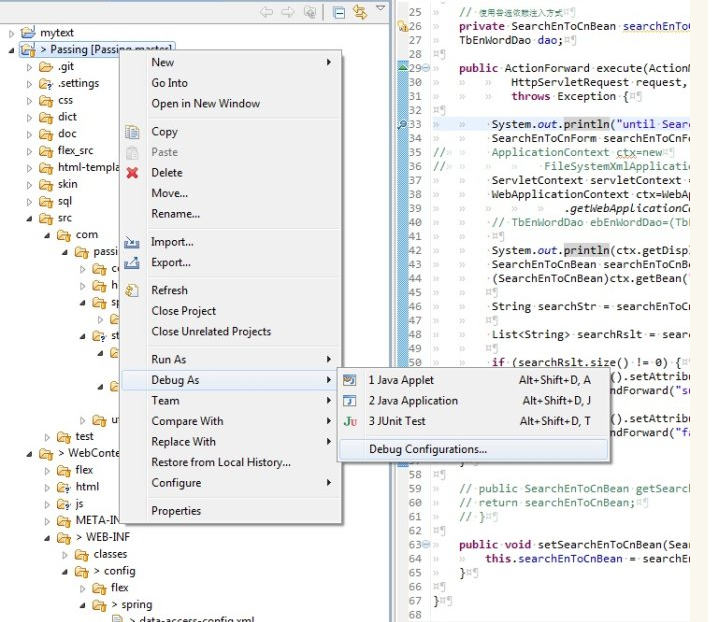 mytext
> Passing [Passing master]
.git
.settings
css
dict
doc
flex_src
html-templa
skin
sql
src
com
passi
st
test
> WebConte
flex
html
js
META-IN
> WEB-INF
classes
> config
flex
> spring
> data-access-config.xml
New
Go Into
Open in New Window
Copy
Paste
Delete
Move...
Rename...
Import...
Export...
Refresh
Close Project
Close Unrelated Projects
Run As
Debug As
Team
Compare With
Replace With
Restore from Local History...
Configure
Properties
1 Java Applet Alt+Shift+D, A
2 Java Application Alt+Shift+D, J
3 JUnit Test Alt+Shift+D, T
Debug Configurations...
25 // 使用普通依赖注入方式
26 private SearchEnToCnBean searchEnToC
27 TbEnWordDao dao;
28
29 public ActionForward execute(ActionM
30 HttpServletRequest request,
31 throws Exception {
32
33 System.out.println("until Sear
34 SearchEnToCnForm searchEnToCnF
35 // ApplicationContext ctx=new
36 // FileSystemXmlApplica
37 ServletContext servletContext =
38 WebApplicationContext ctx=WebAp
39 .getWebApplicationCo
40 // TbEnWordDao ebEnWordDao=(TbE
41
42 System.out.println(ctx.getDispl
43 SearchEnToCnBean searchEnToCnBe
44 (SearchEnToCnBean)ctx.getBean("
45
46 String searchStr = searchEnToCn
47
48 List<String> searchRslt = searc
49
50 if (searchRslt.size() != 0) {
().setAttrib
ndForward("su
().setAttrib
ndForward("fa
57 }
58
59 // public SearchEnToCnBean getSearc
60 // return searchEnToCnBean;
61 // }
62
63 public void setSearchEnToCnBean(Sea
64 this.searchEnToCnBean = searchEn
65 }
66
67 }
68